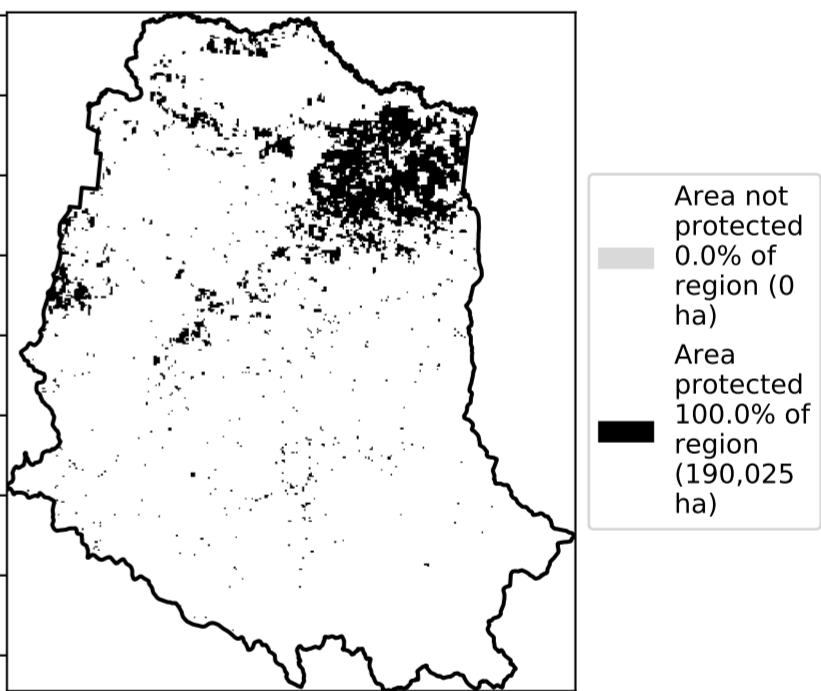 Area not
protected
0.0% of
region (0
ha)
Area
protected
100.0% of
region
(190,025
ha)